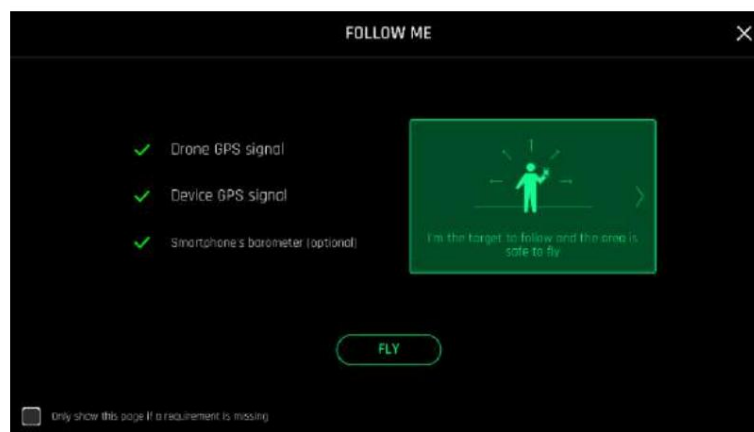 FOLLOW ME
Drone GPS signal
Device GPS signal
Smartphone's barometer (optional)
I'm the target to follow and the area is
safe to fly
FLY
Only show this page if a requirement is missing